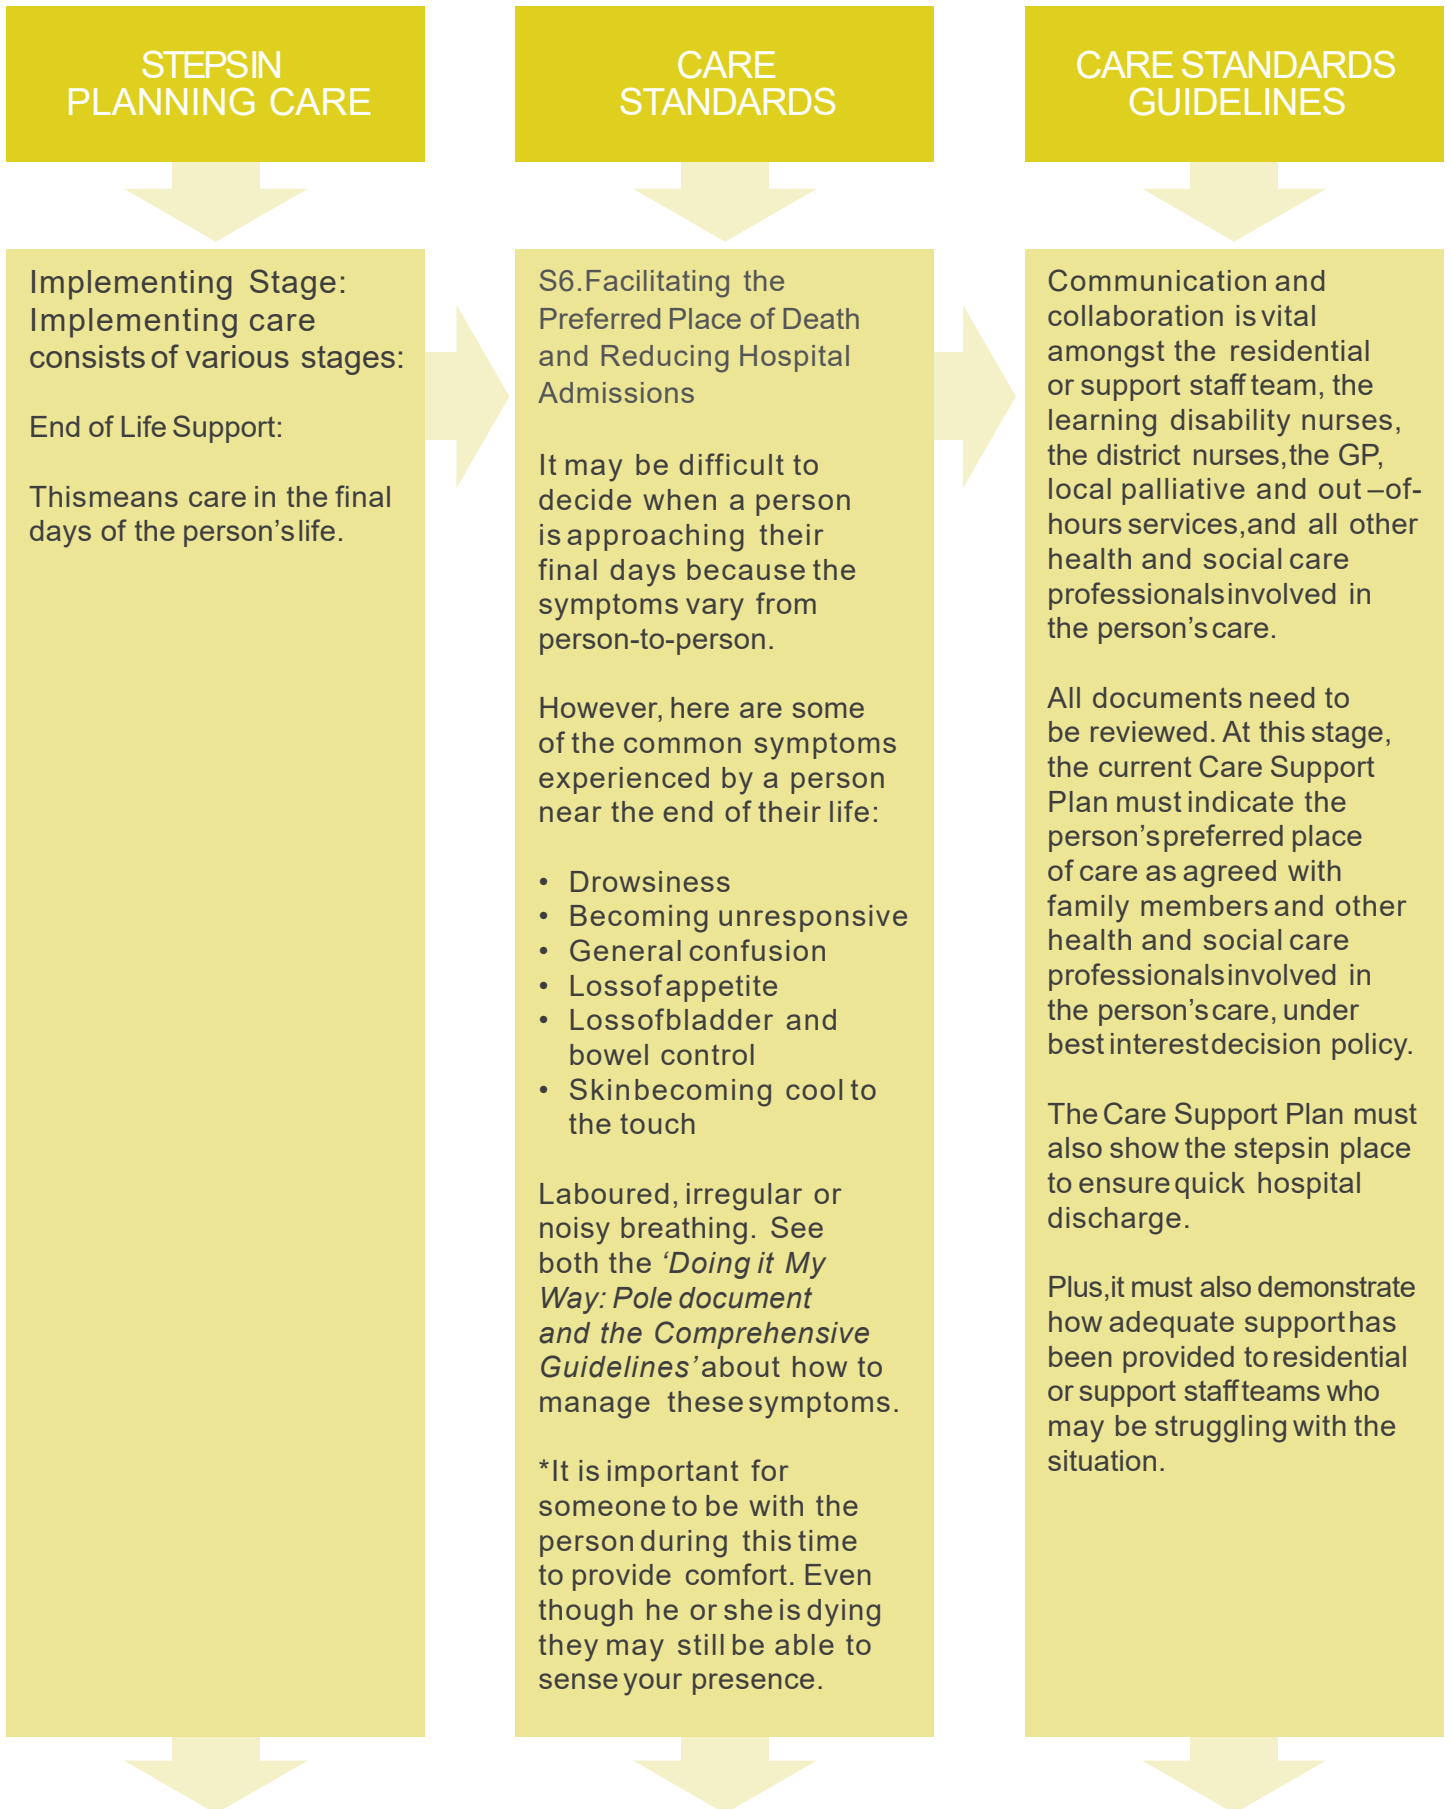 STEPS IN
PLANNING CARE
CARE
STANDARDS
CARE STANDARDS
GUIDELINES
Implementing Stage:
Implementing care
consists of various stages:
End of Life Support:
This means care in the final
days of the person’s life.
S6. Facilitating the
Preferred Place of Death
and Reducing Hospital
Admissions
It may be difficult to
decide when a person
is approaching their
final days because the
symptoms vary from
person-to-person.
However, here are some
of the common symptoms
experienced by a person
near the end of their life:
• Drowsiness
• Becoming unresponsive
• General confusion
• Loss of appetite
• Loss of bladder and
bowel control
• Skin becoming cool to
the touch
Laboured, irregular or
noisy breathing. See
both the ‘Doing it My
Way: Pole document
and the Comprehensive
Guidelines’ about how to
manage these symptoms.
*It is important for
someone to be with the
person during this time
to provide comfort. Even
though he or she is dying
they may still be able to
sense your presence.
Communication and
collaboration is vital
amongst the residential
or support staff team, the
learning disability nurses,
the district nurses, the GP,
local palliative and out –of-
hours services, and all other
health and social care
professionals involved in
the person’s care.
All documents need to
be reviewed. At this stage,
the current Care Support
Plan must indicate the
person’s preferred place
of care as agreed with
family members and other
health and social care
professionals involved in
the person’s care, under
best interest decision policy.
The Care Support Plan must
also show the steps in place
to ensure quick hospital
discharge.
Plus, it must also demonstrate
how adequate support has
been provided to residential
or support staff teams who
may be struggling with the
situation.